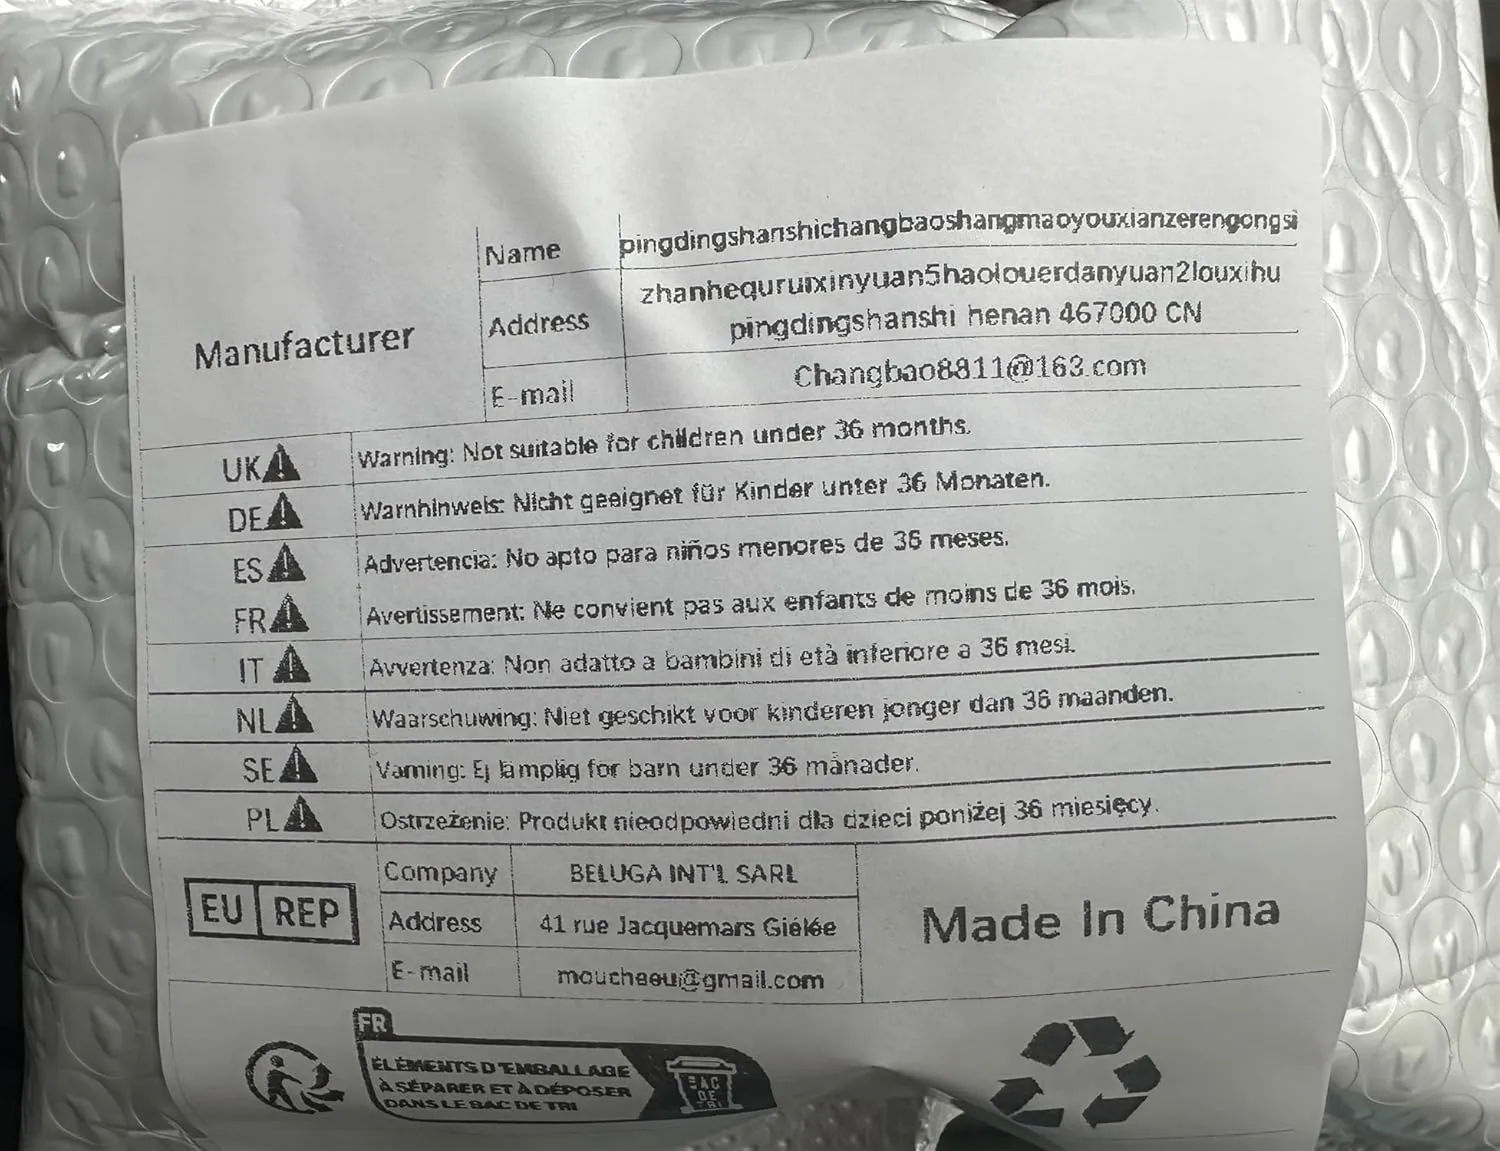 Manufacturer
Name
pingdingshanshichangbaoshangmaoyouxianzerengongsi
Address
zhanhequruixinyuan5haolouerdanyuan2louxihu
pingdingshanshi henan 467000 CN
E-mail
Changbao8811@163.com
UK Warning: Not suitable for children under 36 months.
DE Warnhinweis: Nicht geeignet für Kinder unter 36 Monaten.
ES Advertencia: No apto para niños menores de 36 meses.
FR Avertissement: Ne convient pas aux enfants de moins de 36 mois.
IT Avvertenza: Non adatto a bambini di età inferiore a 36 mesi.
NL Waarschuwing: Niet geschikt voor kinderen jonger dan 36 maanden.
SE Varning: Ej lämplig for barn under 36 månader.
PL Ostrzeżenie: Produkt nieodpowiedni dla dzieci poniżej 36 miesięcy.
EU REP
Company
BELUGA INT'L SARL
Address
41 rue Jacquemars Giélée
E-mail
moucheeu@gmail.com
Made In China
FR
ÉLÉMENTS D'EMBALLAGE
À SÉPARER ET À DÉPOSER
DANS LE BAC DE TRI
BAC
DE
TRI